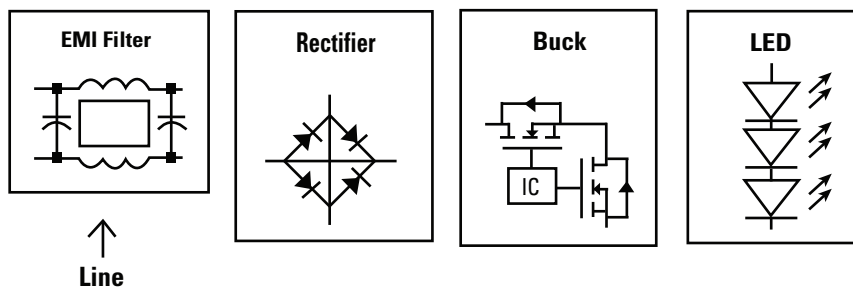 EMI Filter
Rectifier
Buck
LED
IC
Line